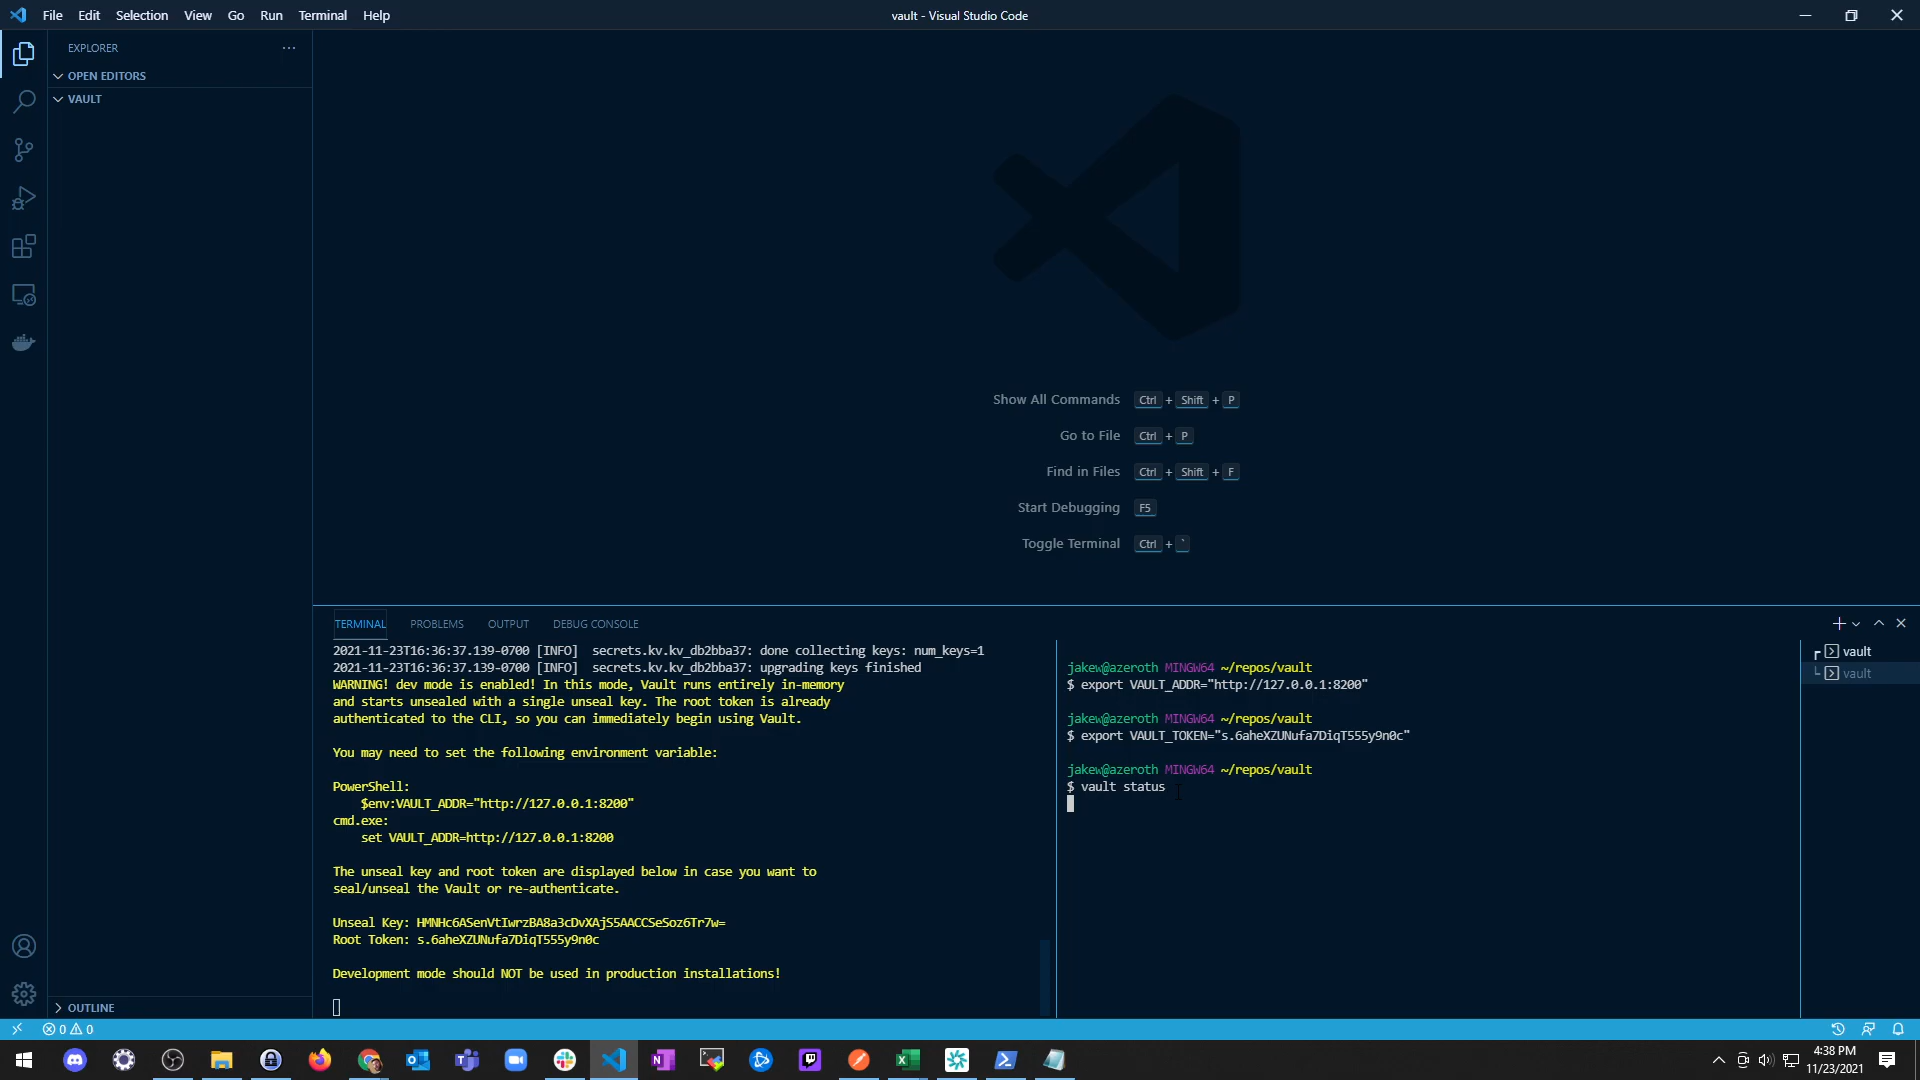 File Edit Selection View Go Run Terminal Help
vault - Visual Studio Code
EXPLORER
OPEN EDITORS
VAULT
Show All Commands Ctrl + Shift + P
Go to File Ctrl + P
Find in Files Ctrl + Shift + F
Start Debugging F5
Toggle Terminal Ctrl + `
TERMINAL PROBLEMS OUTPUT DEBUG CONSOLE
2021-11-23T16:36:37.139-0700 [INFO]  secrets.kv.kv_db2bba37: done collecting keys: num_keys=1
2021-11-23T16:36:37.139-0700 [INFO]  secrets.kv.kv_db2bba37: upgrading keys finished
WARNING! dev mode is enabled! In this mode, Vault runs entirely in-memory
and starts unsealed with a single unseal key. The root token is already
authenticated to the CLI, so you can immediately begin using Vault.
You may need to set the following environment variable:
PowerShell:
$env:VAULT_ADDR="http://127.0.0.1:8200"
cmd.exe:
set VAULT_ADDR=http://127.0.0.1:8200
The unseal key and root token are displayed below in case you want to
seal/unseal the Vault or re-authenticate.
Unseal Key: HMNHc6ASenVtIwrzBA8a3cDvXAjS5AACCSeSoz6Tr7w=
Root Token: s.6aheXZUNufa7DiqT555y9n0c
Development mode should NOT be used in production installations!
jakew@azeroth MINGW64 ~/repos/vault
$ export VAULT_ADDR="http://127.0.0.1:8200"
jakew@azeroth MINGW64 ~/repos/vault
$ export VAULT_TOKEN="s.6aheXZUNufa7DiqT555y9n0c"
jakew@azeroth MINGW64 ~/repos/vault
$ vault status
vault
vault
OUTLINE
0 0
4:38 PM
11/23/2021